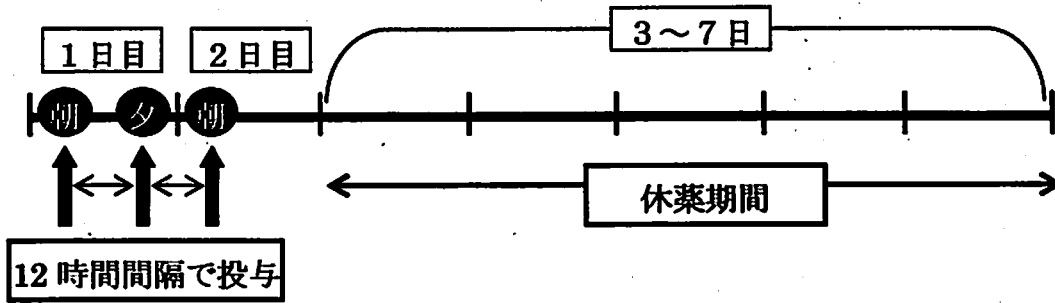 3～7日
1日目
2日目
朝
夕
朝
休薬期間
12時間間隔で投与